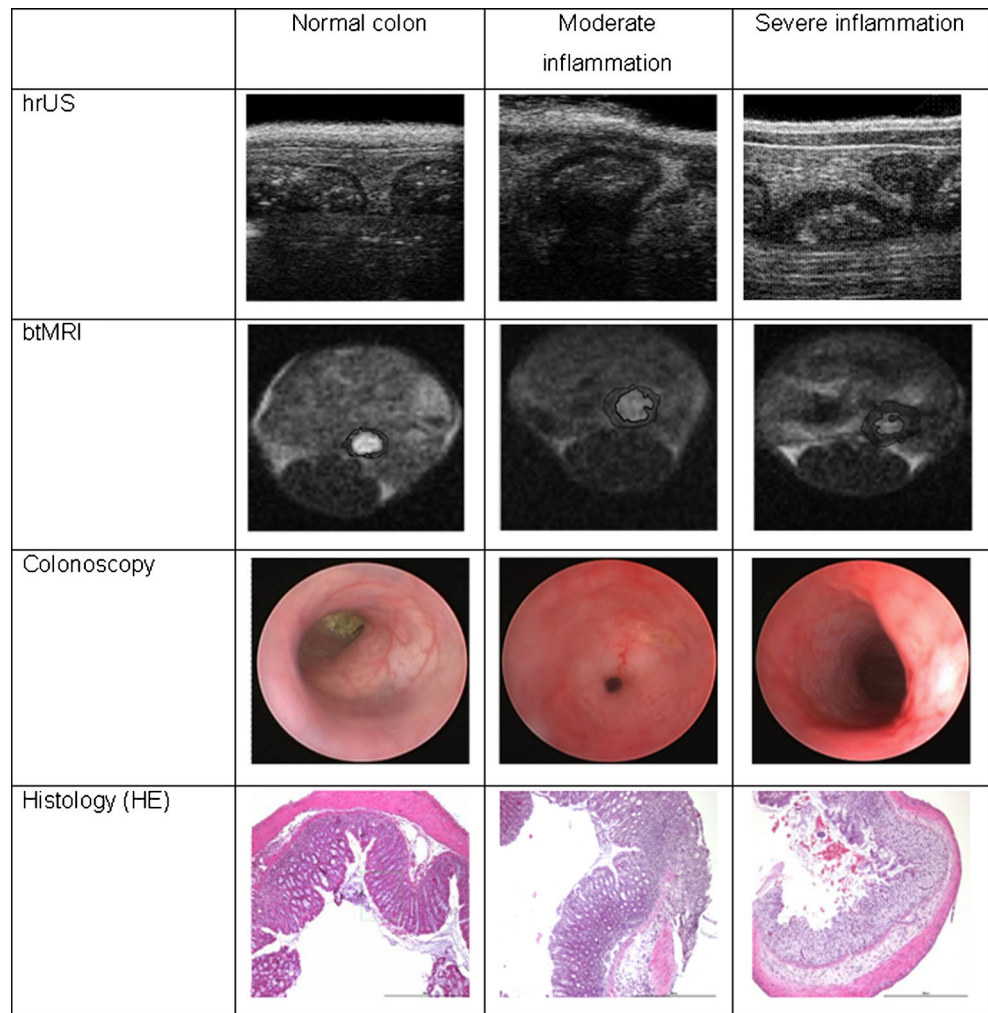 Normal colon
Moderate
inflammation
Severe inflammation
hrUS
btMRI
Colonoscopy
Histology (HE)